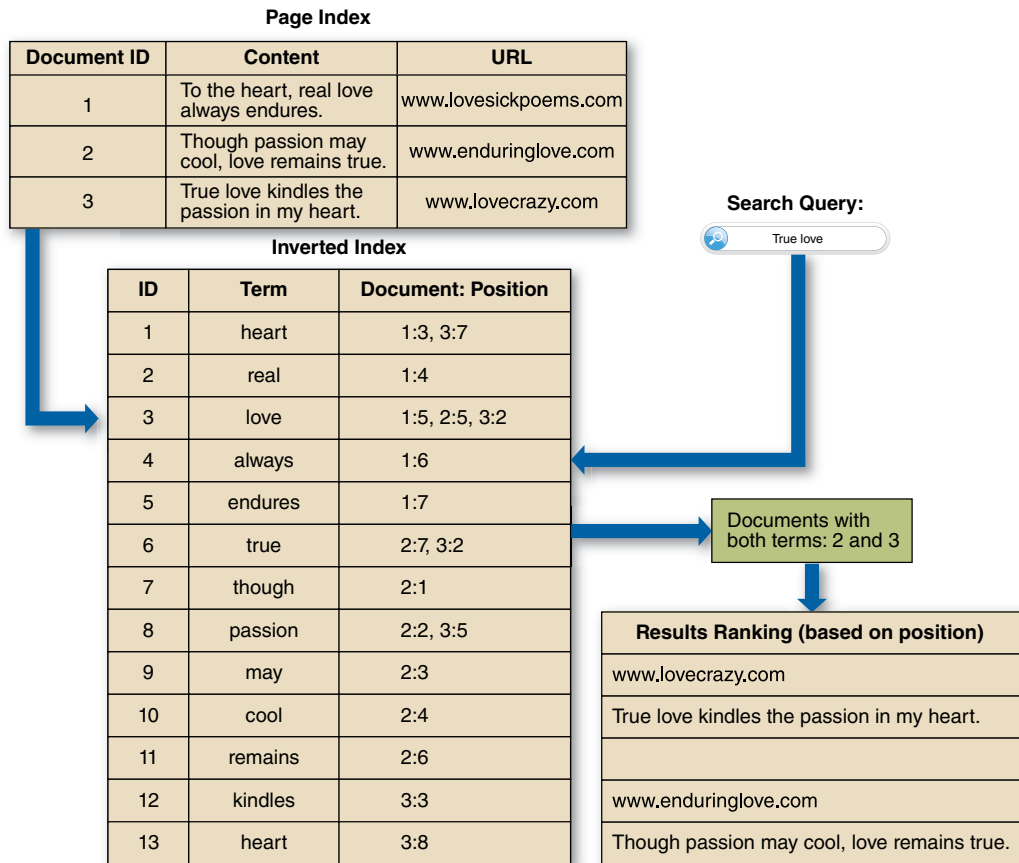 Page Index
Document ID Content URL
1 To the heart, real love always endures. www.lovesickpoems.com
2 Though passion may cool, love remains true. www.enduringlove.com
3 True love kindles the passion in my heart. www.lovecrazy.com
Search Query:
True love
Inverted Index
ID Term Document: Position
1 heart 1:3, 3:7
2 real 1:4
3 love 1:5, 2:5, 3:2
4 always 1:6
5 endures 1:7
6 true 2:7, 3:2
7 though 2:1
8 passion 2:2, 3:5
9 may 2:3
10 cool 2:4
11 remains 2:6
12 kindles 3:3
13 heart 3:8
Documents with
both terms: 2 and 3
Results Ranking (based on position)
www.lovecrazy.com
True love kindles the passion in my heart.
www.enduringlove.com
Though passion may cool, love remains true.